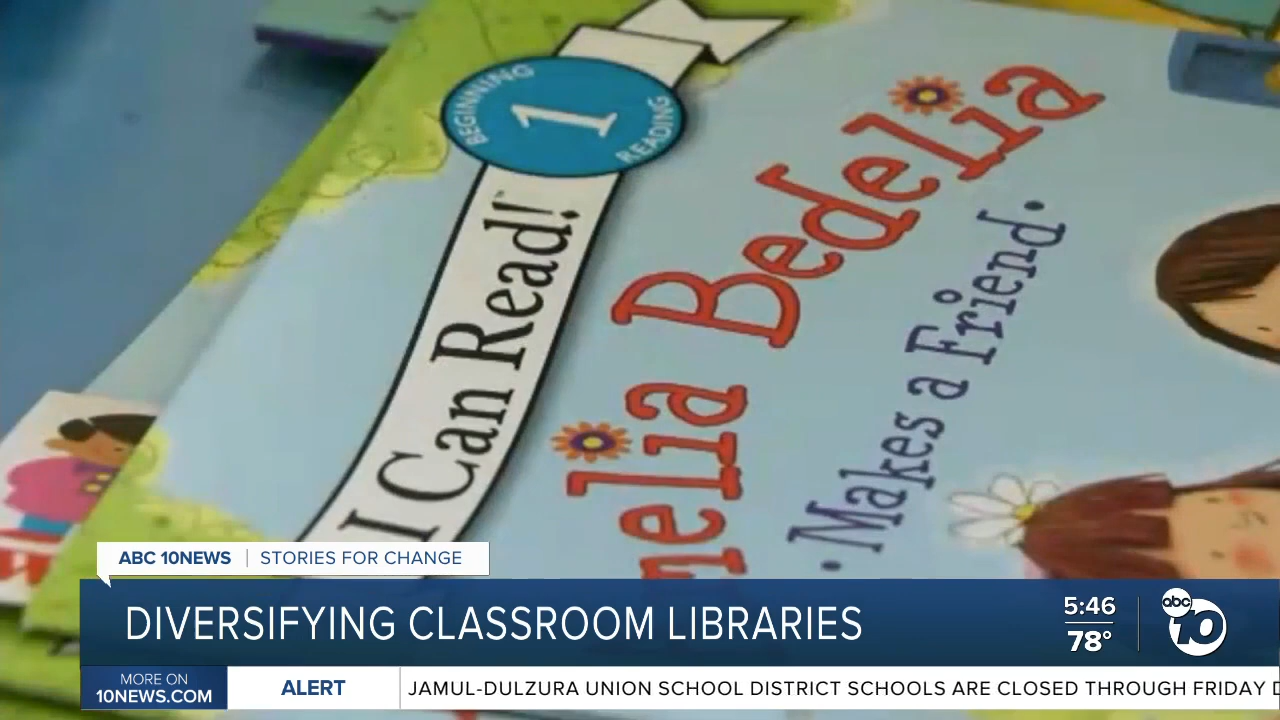 BEGINNING
1
READING
I Can Read!
Bedelia
Makes a Friend
ABC 10NEWS | STORIES FOR CHANGE
DIVERSIFYING CLASSROOM LIBRARIES
5:46
78°
abc
10
MORE ON
10NEWS.COM
ALERT
JAMUL-DULZURA UNION SCHOOL DISTRICT SCHOOLS ARE CLOSED THROUGH FRIDAY